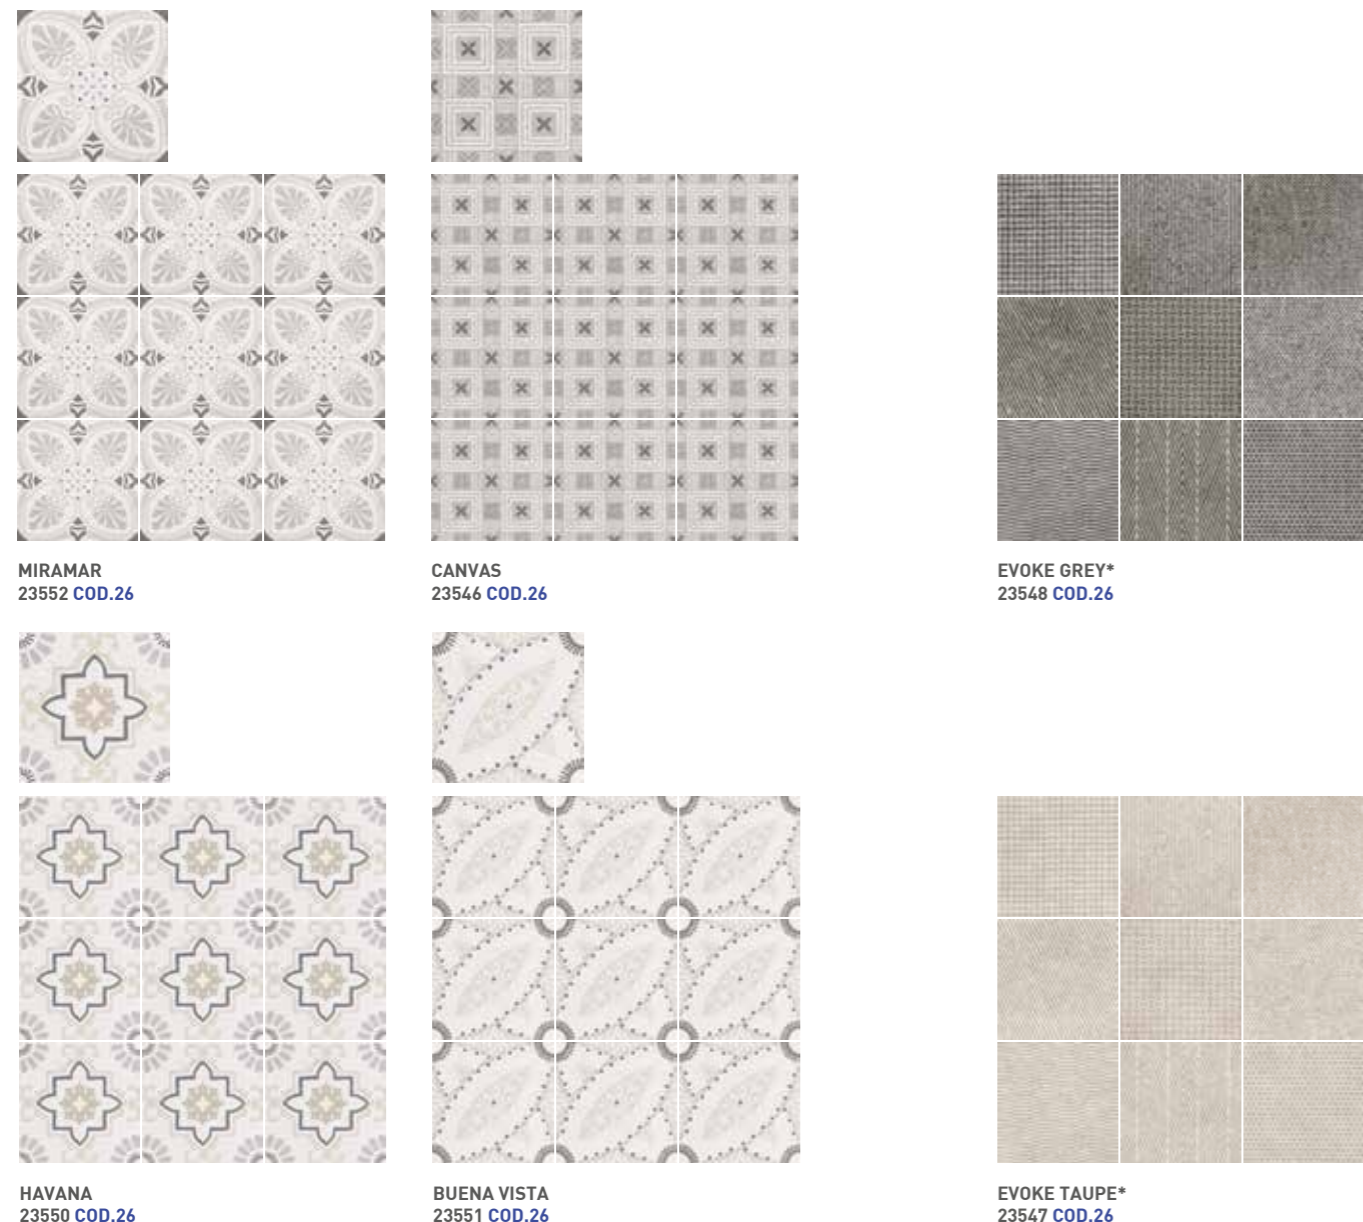 MIRAMAR
23552 COD.26
CANVAS
23546 COD.26
EVOKE GREY*
23548 COD.26
HAVANA
23550 COD.26
BUENA VISTA
23551 COD.26
EVOKE TAUPE*
23547 COD.26